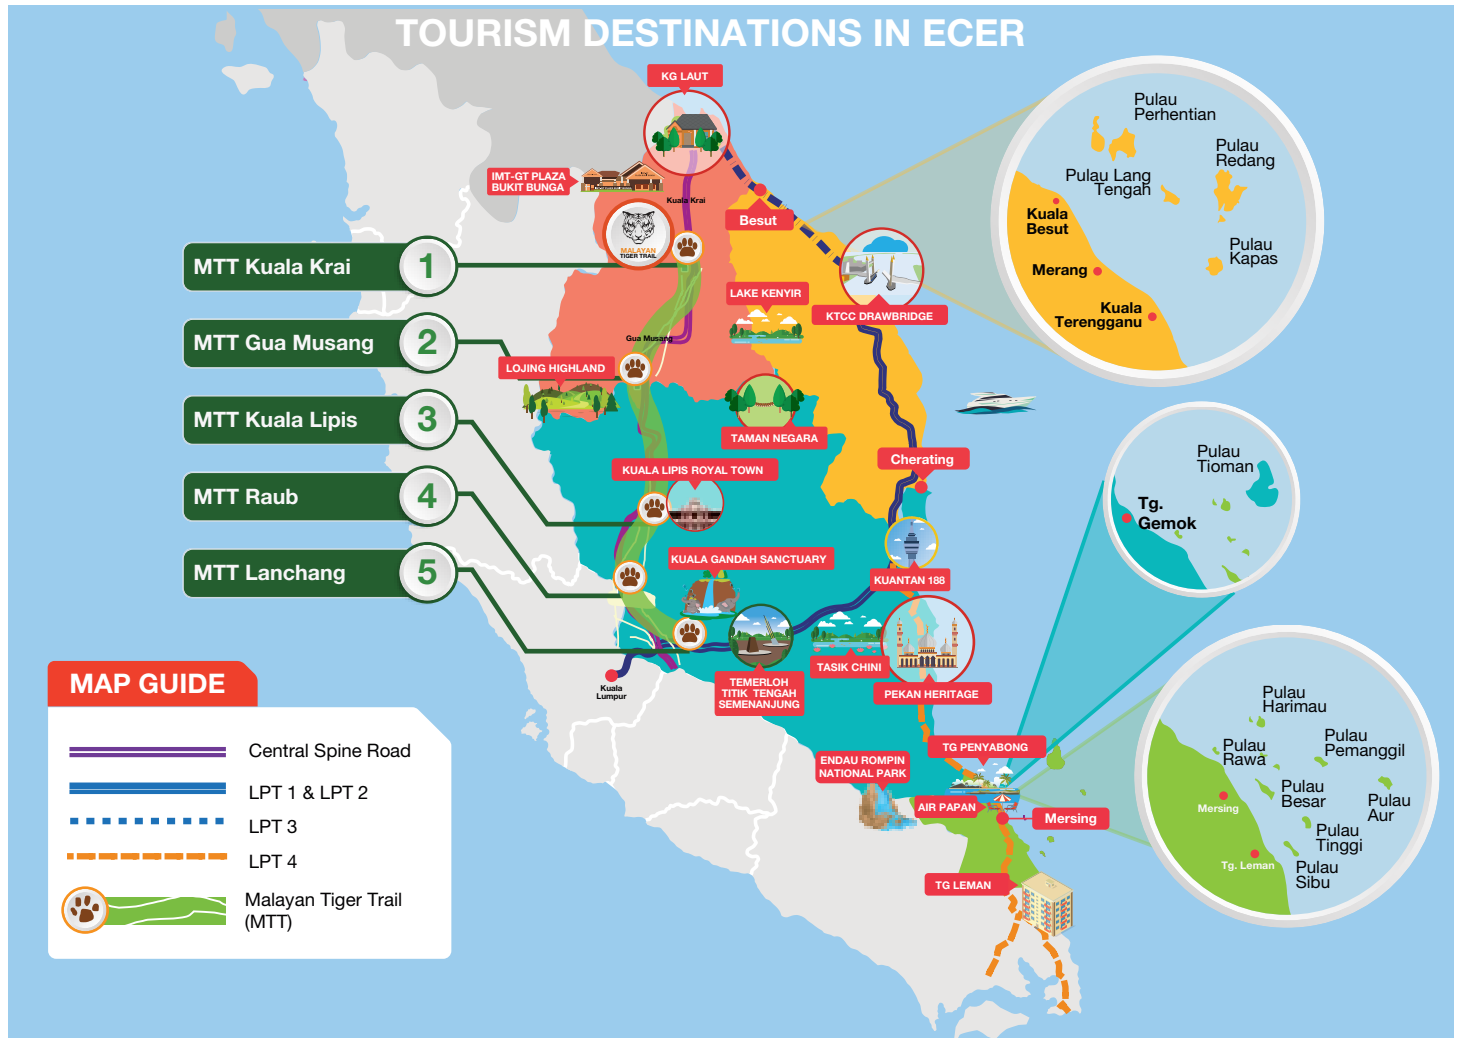 TOURISM DESTINATIONS IN ECER
KG LAUT
IMT-GT PLAZA
BUKIT BUNGA
Kuala Krai
MALAYAN
TIGER TRAIL
Besut
LAKE KENYIR
KTCC DRAWBRIDGE
Gua Musang
LOJING HIGHLAND
TAMAN NEGARA
Cherating
KUALA LIPIS ROYAL TOWN
KUALA GANDAH SANCTUARY
KUANTAN 188
TASIK CHINI
PEKAN HERITAGE
TEMERLOH
TITIK TENGAH
SEMENANJUNG
Kuala
Lumpur
TG PENYABONG
ENDAU ROMPIN
NATIONAL PARK
AIR PAPAN
Mersing
TG LEMAN
MTT Kuala Krai
1
MTT Gua Musang
2
MTT Kuala Lipis
3
MTT Raub
4
MTT Lanchang
5
MAP GUIDE
Central Spine Road
LPT 1 & LPT 2
LPT 3
LPT 4
Malayan Tiger Trail
(MTT)
Pulau
Perhentian
Pulau
Redang
Pulau Lang
Tengah
Kuala
Besut
Pulau
Kapas
Merang
Kuala
Terengganu
Pulau
Tioman
Tg.
Gemok
Pulau
Harimau
Pulau
Rawa
Pulau
Pemanggil
Pulau
Besar
Pulau
Aur
Mersing
Pulau
Tinggi
Tg. Leman
Pulau
Sibu